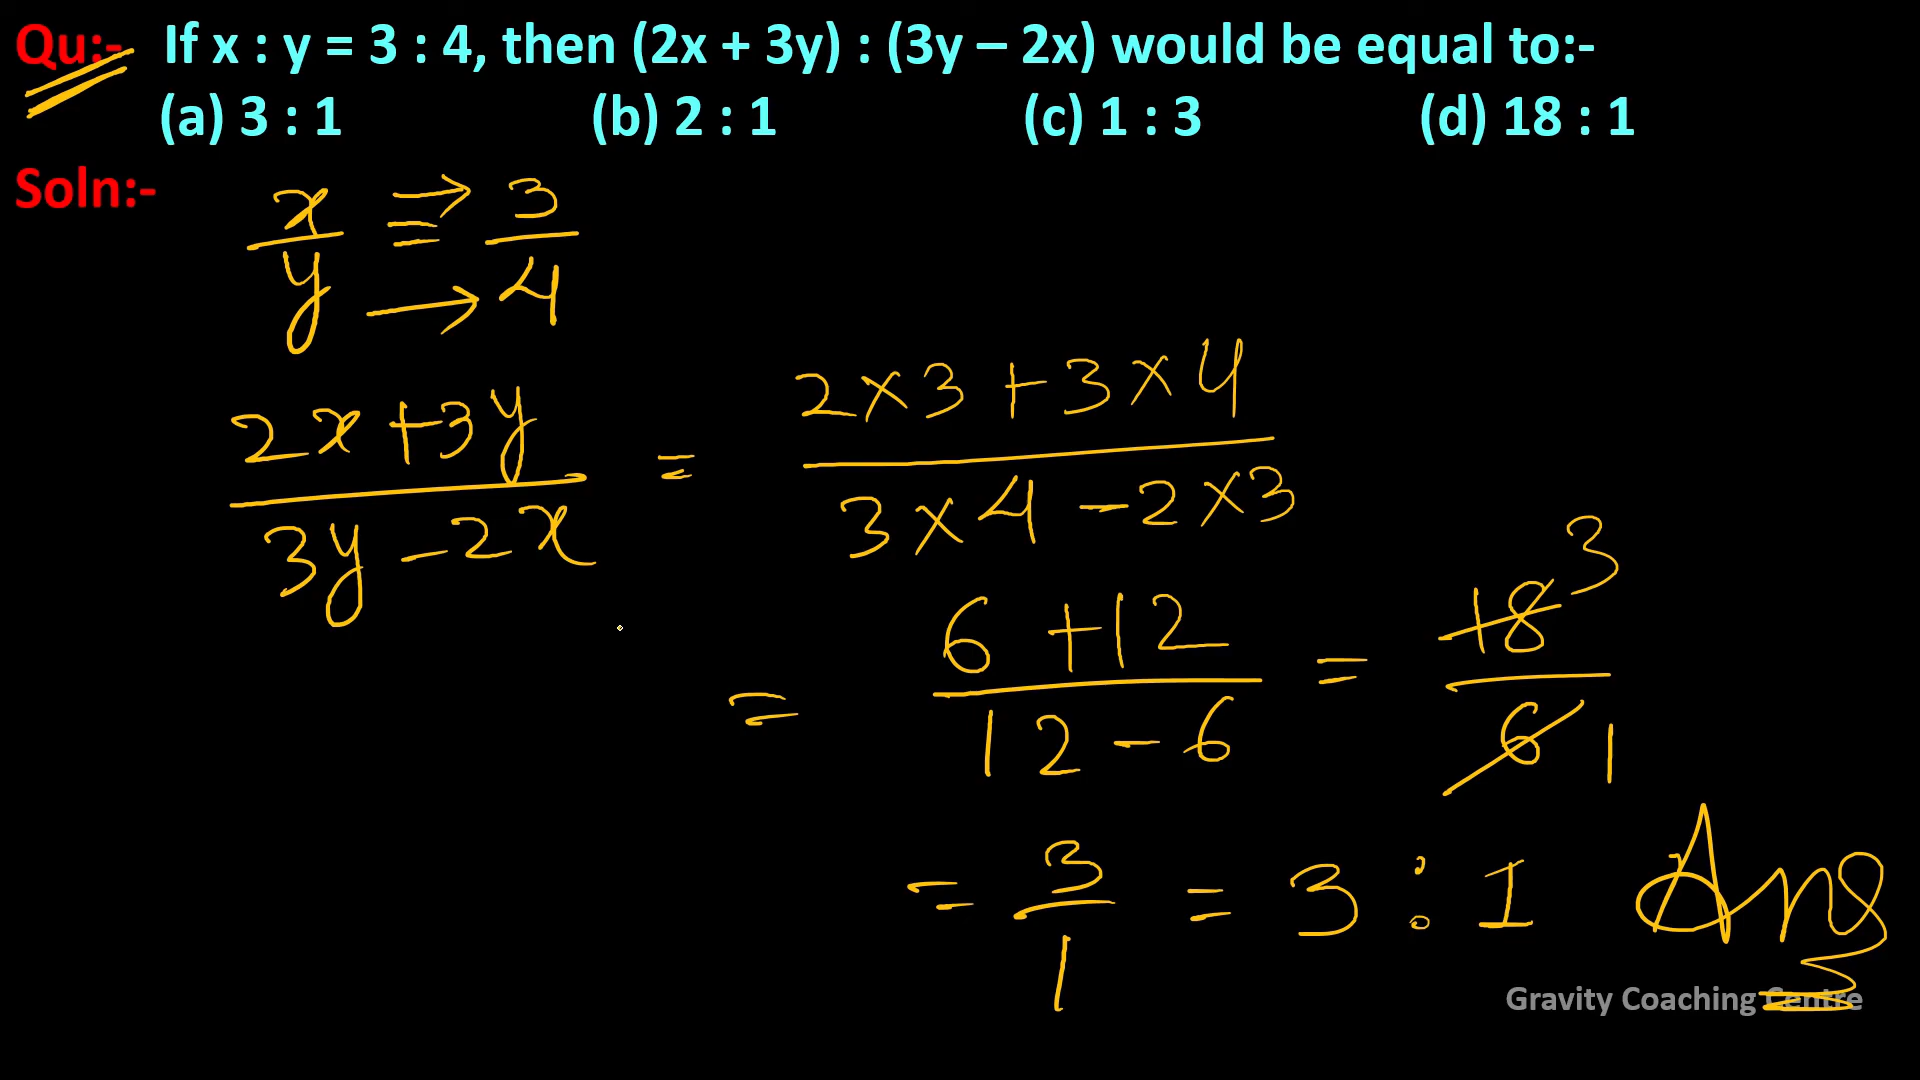 Qu:- If x : y = 3 : 4, then (2x + 3y) : (3y – 2x) would be equal to:-
(a) 3 : 1 (b) 2 : 1 (c) 1 : 3 (d) 18 : 1
Soln:-
x/y = 3/4
(2x+3y)/(3y-2x) = (2×3+3×4)/(3×4-2×3)
= (6+12)/(12-6) = 18/6 3 1
= 3/1 = 3:1 Ans
Gravity Coaching Centre